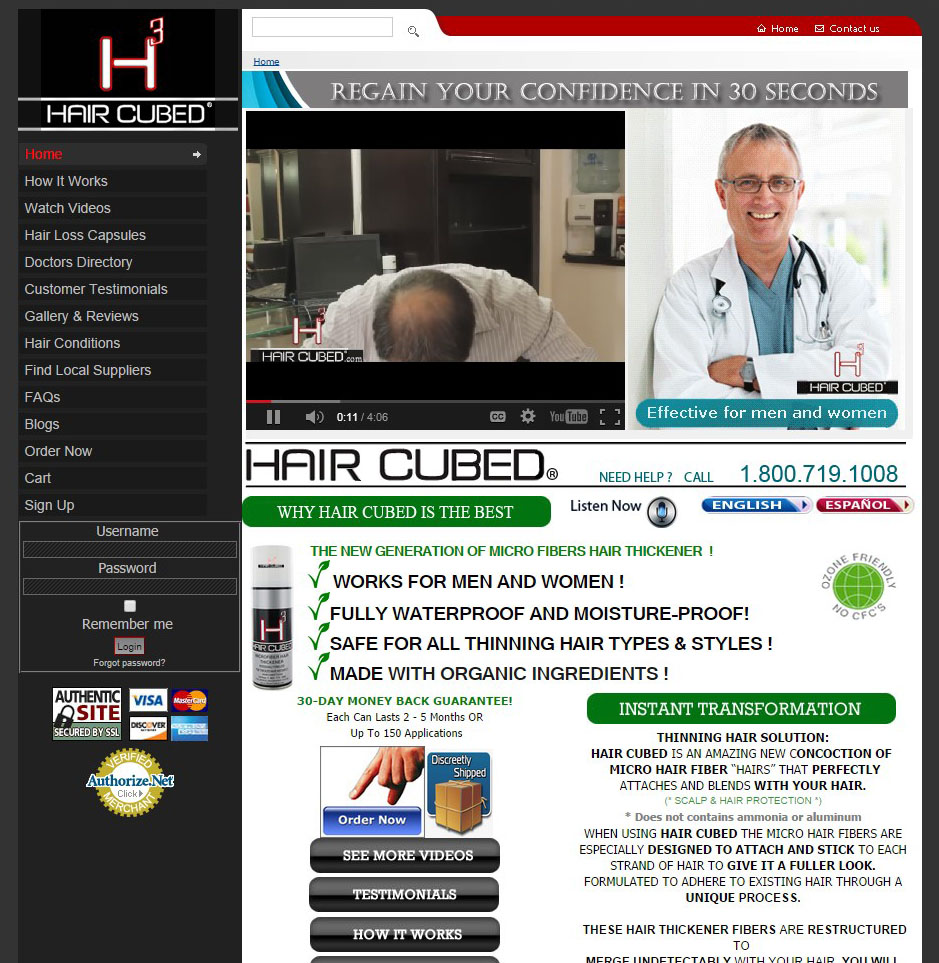 H3
HAIR CUBED®
Home
How It Works
Watch Videos
Hair Loss Capsules
Doctors Directory
Customer Testimonials
Gallery & Reviews
Hair Conditions
Find Local Suppliers
FAQs
Blogs
Order Now
Cart
Sign Up
Username
Password
Remember me
Login
Forgot password?
AUTHENTIC
SITE
SECURED BY SSL
VISA
MasterCard
DISCOVER
VERIFIED
Authorize.Net
Click
MERCHANT
Home Contact us
Home
REGAIN YOUR CONFIDENCE IN 30 SECONDS
H3
HAIR CUBED®.com
0:11 / 4:06
CC
YouTube
H3
HAIR CUBED®
Effective for men and women
HAIR CUBED®
NEED HELP ? CALL 1.800.719.1008
WHY HAIR CUBED IS THE BEST
Listen Now
ENGLISH
ESPAÑOL
THE NEW GENERATION OF MICRO FIBERS HAIR THICKENER !
WORKS FOR MEN AND WOMEN !
FULLY WATERPROOF AND MOISTURE-PROOF!
SAFE FOR ALL THINNING HAIR TYPES & STYLES !
MADE WITH ORGANIC INGREDIENTS !
OZONE FRIENDLY
NO CFC'S
H3
HAIR CUBED
MICROFIBER HAIR
THICKENER
30-DAY MONEY BACK GUARANTEE!
Each Can Lasts 2 - 5 Months OR
Up To 150 Applications
Order Now
Discreetly
Shipped
SEE MORE VIDEOS
TESTIMONIALS
HOW IT WORKS
INSTANT TRANSFORMATION
THINNING HAIR SOLUTION:
HAIR CUBED IS AN AMAZING NEW CONCOCTION OF
MICRO HAIR FIBER “HAIRS” THAT PERFECTLY
ATTACHES AND BLENDS WITH YOUR HAIR.
(* SCALP & HAIR PROTECTION *)
* Does not contains ammonia or aluminum
WHEN USING HAIR CUBED THE MICRO HAIR FIBERS ARE
ESPECIALLY DESIGNED TO ATTACH AND STICK TO EACH
STRAND OF HAIR TO GIVE IT A FULLER LOOK.
FORMULATED TO ADHERE TO EXISTING HAIR THROUGH A
UNIQUE PROCESS.
THESE HAIR THICKENER FIBERS ARE RESTRUCTURED
TO
MERGE UNDETECTABLY WITH YOUR HAIR. YOU WILL